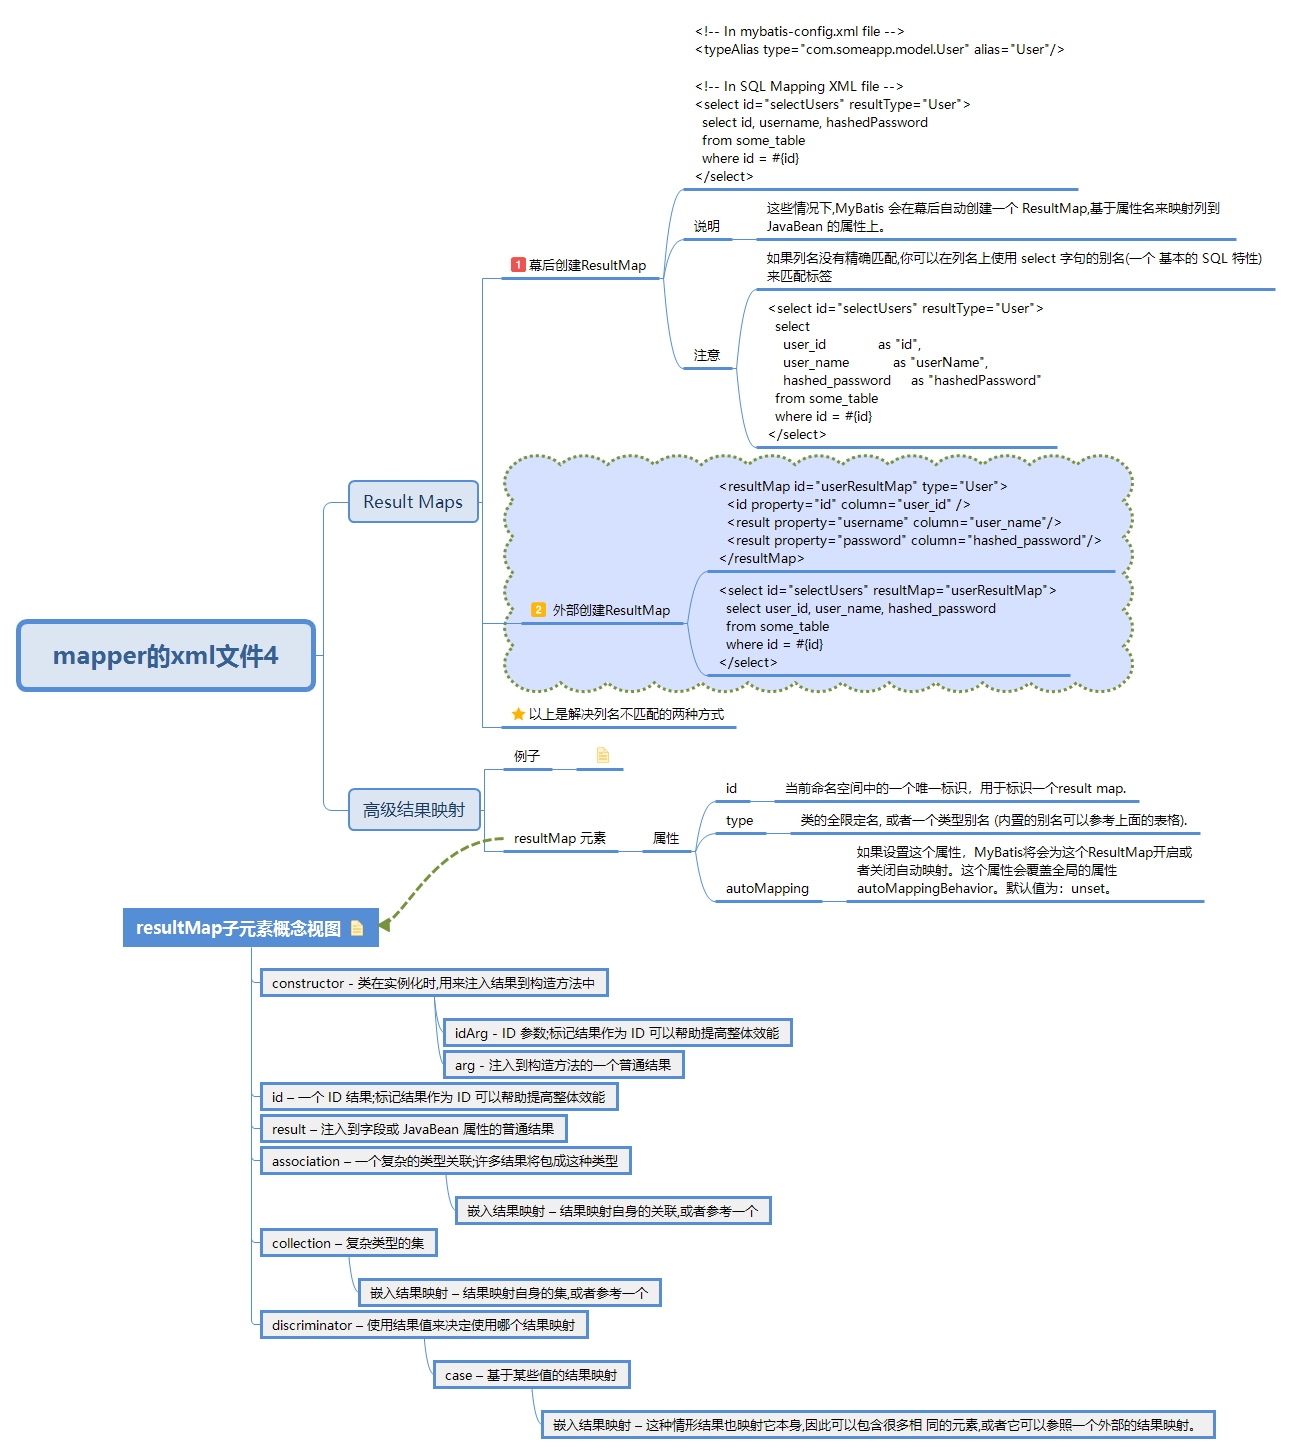 <!-- In mybatis-config.xml file -->
<typeAlias type="com.someapp.model.User" alias="User"/>
<!-- In SQL Mapping XML file -->
<select id="selectUsers" resultType="User">
select id, username, hashedPassword
from some_table
where id = #{id}
</select>
说明
这些情况下,MyBatis 会在幕后自动创建一个 ResultMap,基于属性名来映射列到
JavaBean 的属性上。
1 幕后创建ResultMap
如果列名没有精确匹配,你可以在列名上使用 select 字句的别名(一个 基本的 SQL 特性)
来匹配标签
注意
<select id="selectUsers" resultType="User">
select
user_id as "id",
user_name as "userName",
hashed_password as "hashedPassword"
from some_table
where id = #{id}
</select>
Result Maps
<resultMap id="userResultMap" type="User">
<id property="id" column="user_id" />
<result property="username" column="user_name"/>
<result property="password" column="hashed_password"/>
</resultMap>
2 外部创建ResultMap
<select id="selectUsers" resultMap="userResultMap">
select user_id, user_name, hashed_password
from some_table
where id = #{id}
</select>
mapper的xml文件4
以上是解决列名不匹配的两种方式
例子
高级结果映射
resultMap 元素
属性
id
当前命名空间中的一个唯一标识，用于标识一个result map.
type
类的全限定名, 或者一个类型别名 (内置的别名可以参考上面的表格).
autoMapping
如果设置这个属性，MyBatis将会为这个ResultMap开启或
者关闭自动映射。这个属性会覆盖全局的属性
autoMappingBehavior。默认值为：unset。
resultMap子元素概念视图
constructor - 类在实例化时,用来注入结果到构造方法中
idArg - ID 参数;标记结果作为 ID 可以帮助提高整体效能
arg - 注入到构造方法的一个普通结果
id – 一个 ID 结果;标记结果作为 ID 可以帮助提高整体效能
result – 注入到字段或 JavaBean 属性的普通结果
association – 一个复杂的类型关联;许多结果将包成这种类型
嵌入结果映射 – 结果映射自身的关联,或者参考一个
collection – 复杂类型的集
嵌入结果映射 – 结果映射自身的集,或者参考一个
discriminator – 使用结果值来决定使用哪个结果映射
case – 基于某些值的结果映射
嵌入结果映射 – 这种情形结果也映射它本身,因此可以包含很多相 同的元素,或者它可以参照一个外部的结果映射。